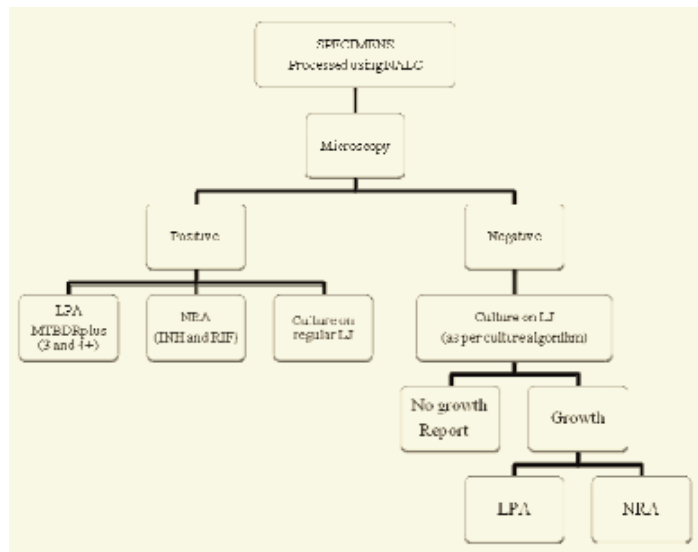 SPECIMENS
Processed using NALC
Microscopy
Positive
Negative
LPA
MTBDRplus
(3 and 4+)
NRA
(INH and RIF)
Culture on
regular LJ
Culture on LJ
(as per culture algorithm)
No growth
Report
Growth
LPA
NRA